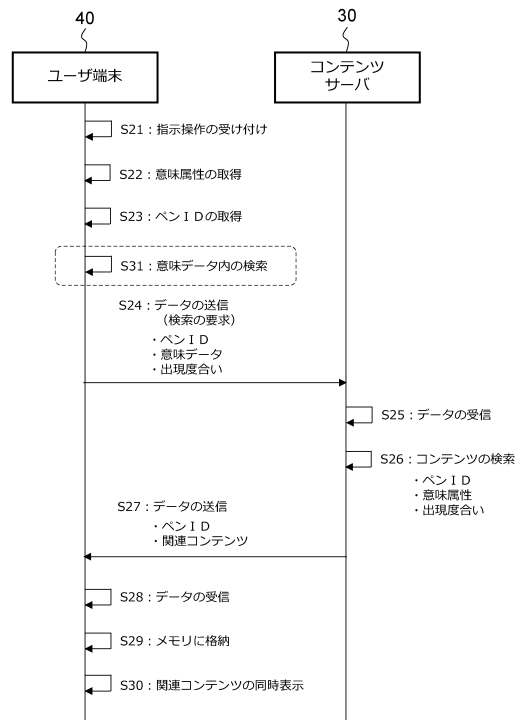 40
30
ユーザ端末
コンテンツ
サーバ
S21：指示操作の受け付け
S22：意味属性の取得
S23：ペンＩＤの取得
S31：意味データ内の検索
S24：データの送信
（検索の要求）
・ペンＩＤ
・意味データ
・出現度合い
S25：データの受信
S26：コンテンツの検索
・ペンＩＤ
・意味属性
・出現度合い
S27：データの送信
・ペンＩＤ
・関連コンテンツ
S28：データの受信
S29：メモリに格納
S30：関連コンテンツの同時表示